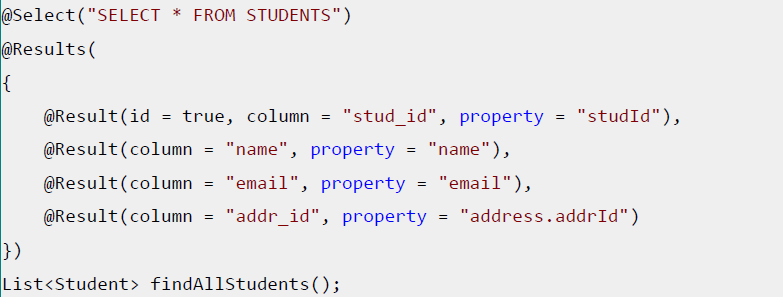 @Select("SELECT * FROM STUDENTS")
@Results(
{
    @Result(id = true, column = "stud_id", property = "studId"),
    @Result(column = "name", property = "name"),
    @Result(column = "email", property = "email"),
    @Result(column = "addr_id", property = "address.addrId")
})
List<Student> findAllStudents();